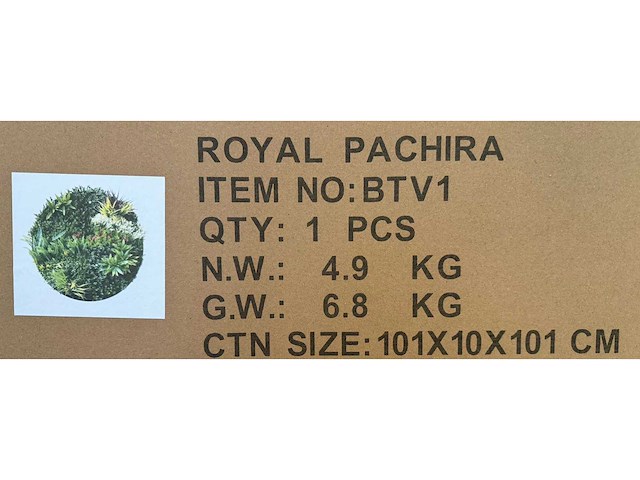 ROYAL PACHIRA
ITEM NO:BTV1
QTY: 1 PCS
N.W.: 4.9 KG
G.W.: 6.8 KG
CTN SIZE:101X10X101 CM